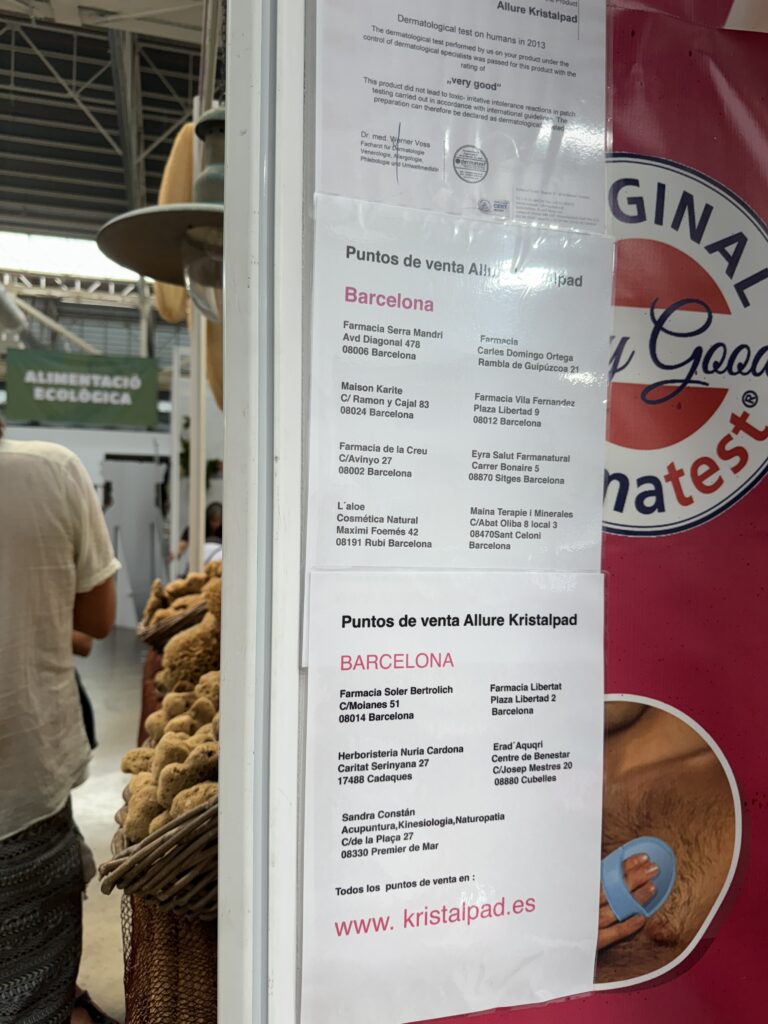 Allure Kristalpad
Dermatological test on humans in 2013
The dermatological test performed by us on your product under the
control of dermatological specialists was passed for this product with the
rating of
„very good“
This product did not lead to toxic- irritative intolerance reactions in patch
testing carried out in accordance with international guidelines. The
preparation can therefore be declared as dermatologically tested
Dr. med. Werner Voss
Facharzt für Dermatologie
Venerologie, Allergologie,
Phlebologie und Umweltmedizin
Puntos de venta Allure Kristalpad
Barcelona
Farmacia Serra Mandri
Avd Diagonal 478
08006 Barcelona
Farmacia
Carles Domingo Ortega
Rambla de Guipúzcoa 21
Maison Karite
C/ Ramon y Cajal 83
08024 Barcelona
Farmacia Vila Fernandez
Plaza Libertad 9
08012 Barcelona
Farmacia de la Creu
C/Avinyo 27
08002 Barcelona
Eyra Salut Farmanatural
Carrer Bonaire 5
08870 Sitges Barcelona
L´aloe
Cosmética Natural
Maximi Foemés 42
08191 Rubi Barcelona
Maina Terapie i Minerales
C/Abat Oliba 8 local 3
08470Sant Celoni
Barcelona
Puntos de venta Allure Kristalpad
BARCELONA
Farmacia Soler Bertrolich
C/Moianes 51
08014 Barcelona
Farmacia Libertat
Plaza Libertad 2
Barcelona
Herboristeria Nuria Cardona
Caritat Serinyana 27
17488 Cadaques
Erad´Aquqri
Centre de Benestar
C/Josep Mestres 20
08880 Cubelles
Sandra Constán
Acupuntura,Kinesiologia,Naturopatia
C/de la Plaça 27
08330 Premier de Mar
Todos los puntos de venta en :
www. kristalpad.es
GINAL
y Good
matest®
ALIMENTACIÓ
ECOLÒGICA